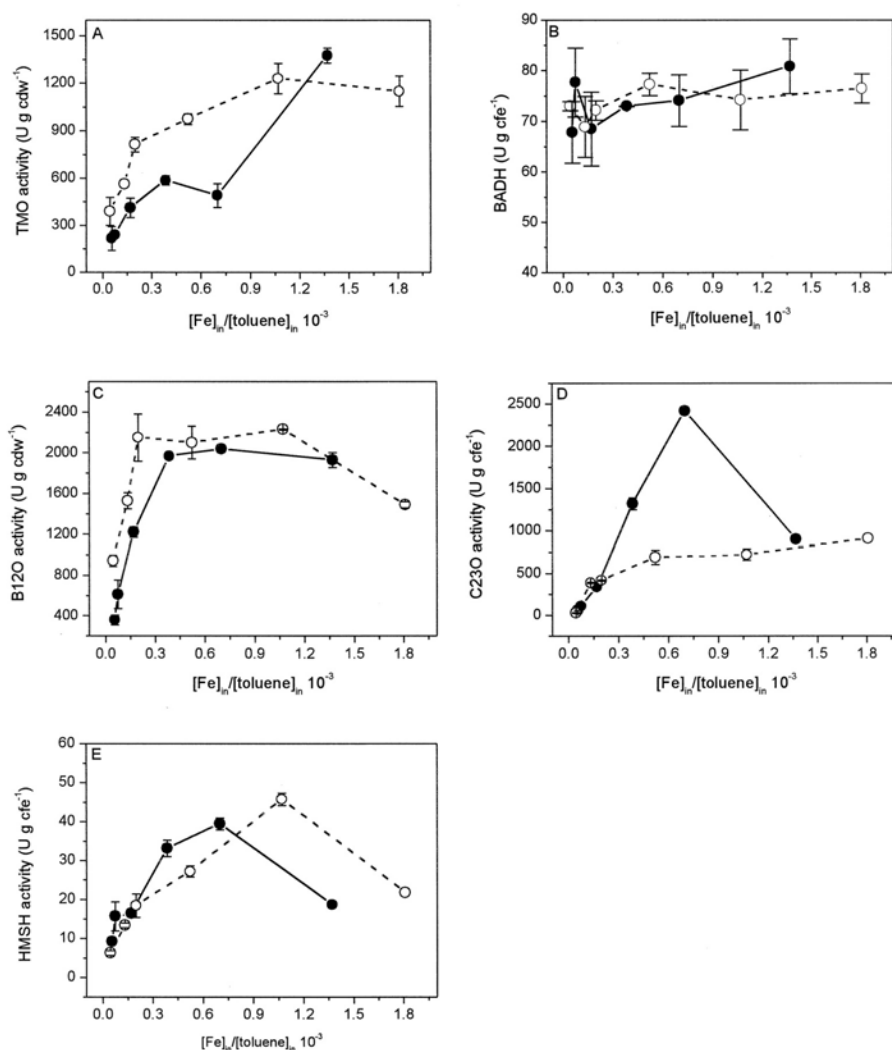 A
1500
1200
900
600
300
0
TMO activity (U g cdw⁻¹)
0.0 0.3 0.6 0.9 1.2 1.5 1.8
[Fe]in/[toluene]in 10⁻³
B
90
80
70
60
50
40
BADH (U g cfe⁻¹)
0.0 0.3 0.6 0.9 1.2 1.5 1.8
[Fe]in/[toluene]in 10⁻³
C
2400
2000
1600
1200
800
400
B12O activity (U g cdw⁻¹)
0.0 0.3 0.6 0.9 1.2 1.5 1.8
[Fe]in/[toluene]in 10⁻³
D
2500
2000
1500
1000
500
0
C23O activity (U g cfe⁻¹)
0.0 0.3 0.6 0.9 1.2 1.5 1.8
[Fe]in/[toluene]in 10⁻³
E
60
50
40
30
20
10
0
HMSH activity (U g cfe⁻¹)
0.0 0.3 0.6 0.9 1.2 1.5 1.8
[Fe]in/[toluene]in 10⁻³